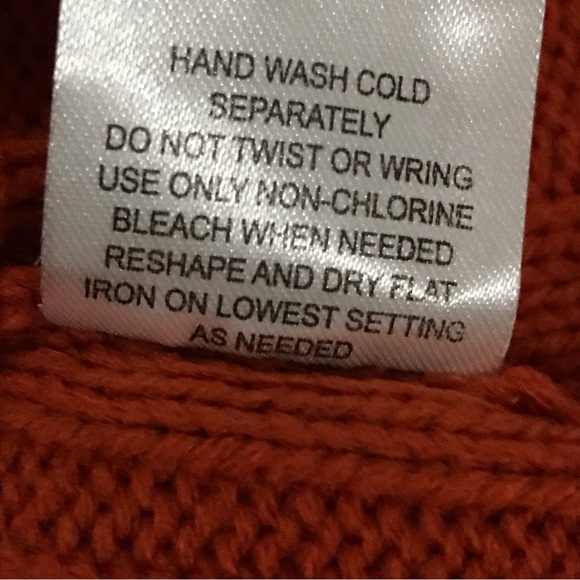 HAND WASH COLD
SEPARATELY
DO NOT TWIST OR WRING
USE ONLY NON-CHLORINE
BLEACH WHEN NEEDED
RESHAPE AND DRY FLAT
IRON ON LOWEST SETTING
AS NEEDED